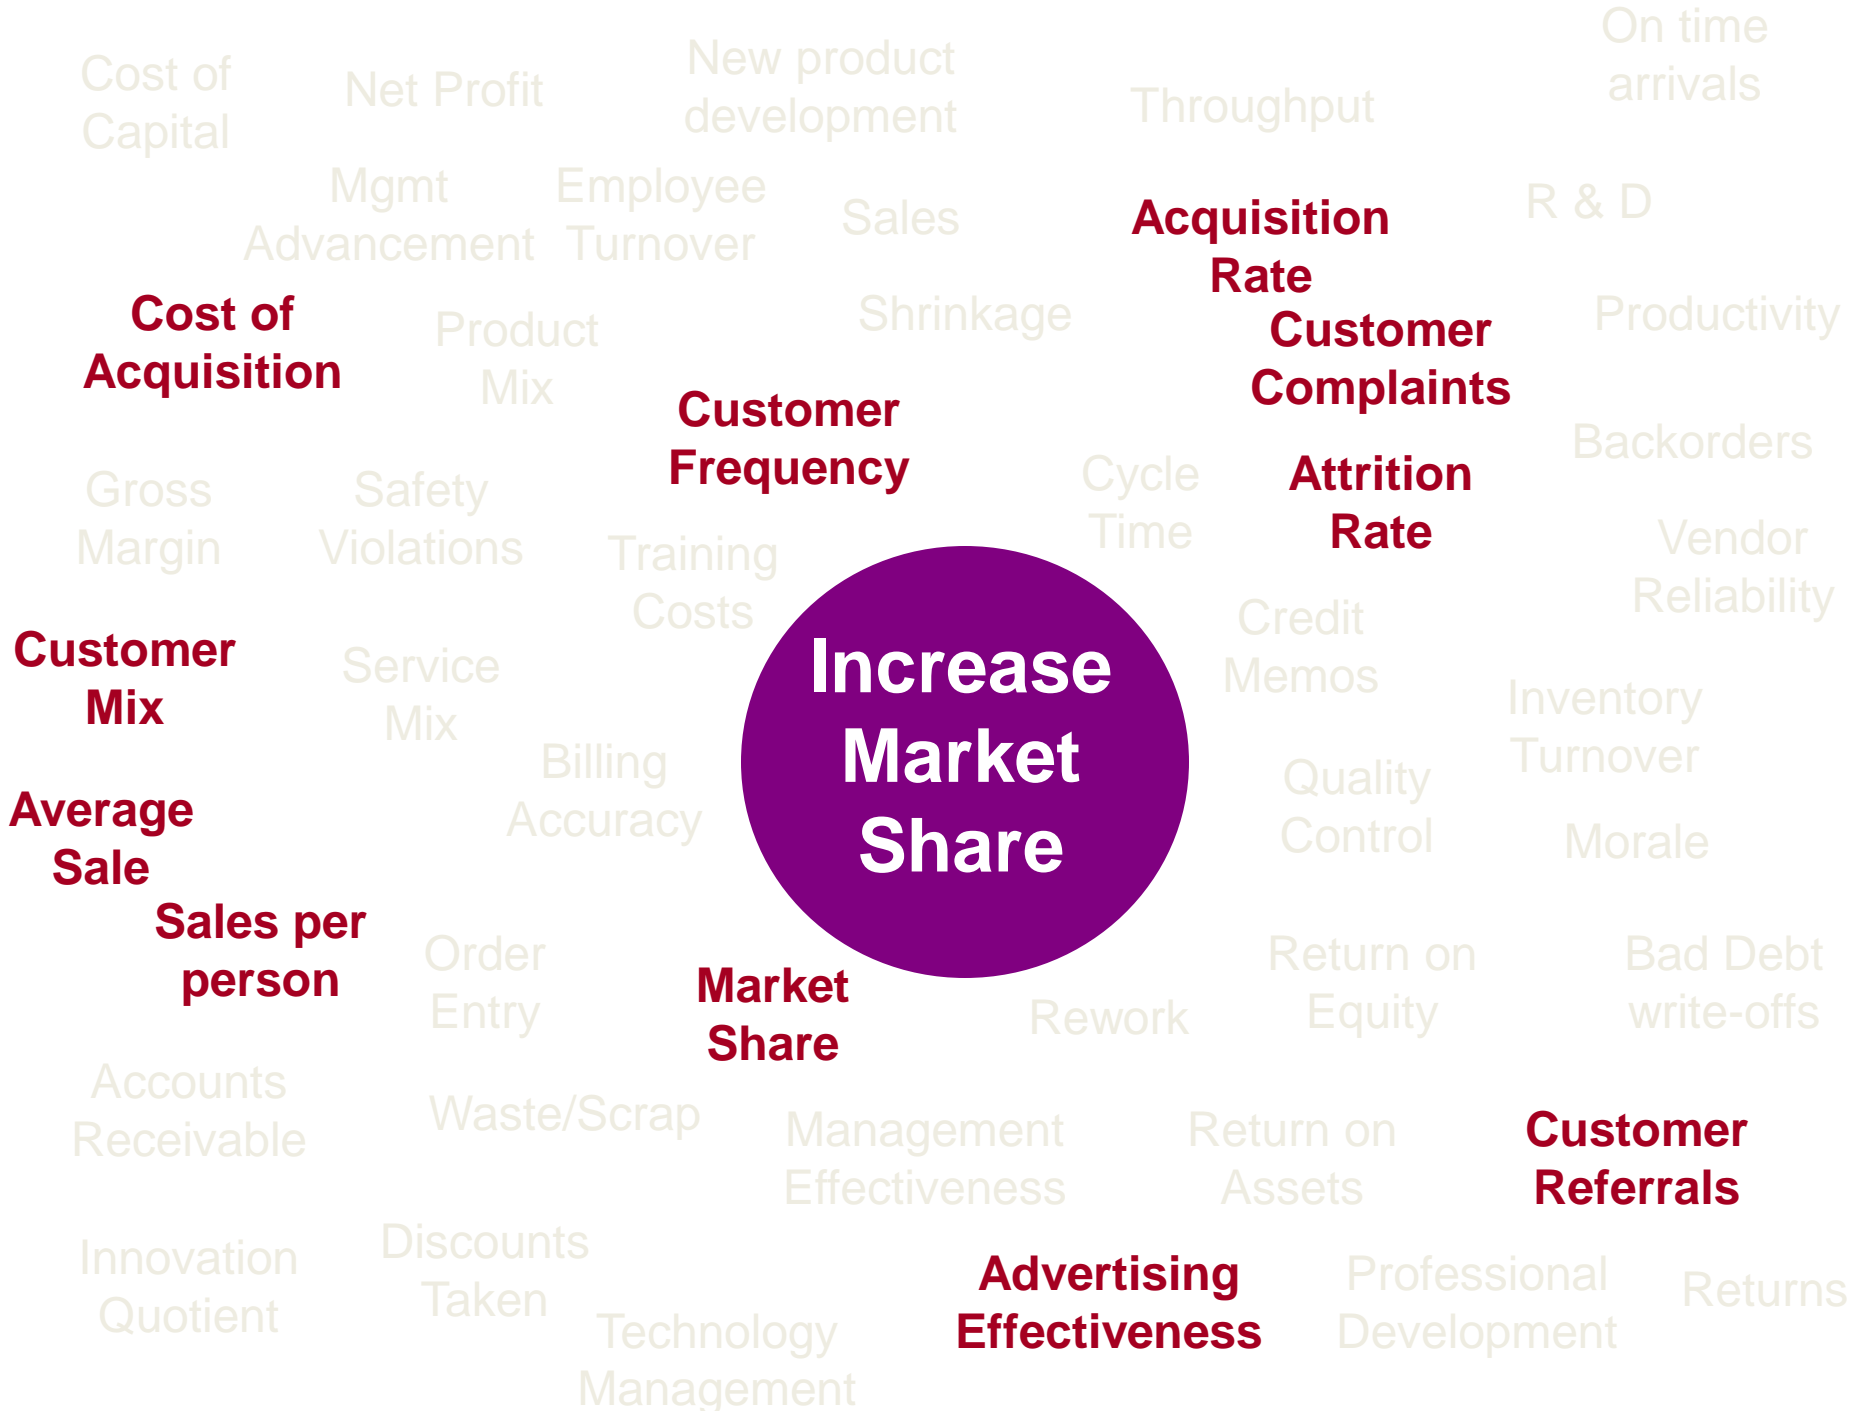 On time
arrivals
Cost of
Capital
Net Profit
New product
development
Throughput
Mgmt
Advancement
Employee
Turnover
Sales
Acquisition
Rate
R & D
Cost of
Acquisition
Product
Mix
Shrinkage
Customer
Complaints
Productivity
Customer
Frequency
Backorders
Gross
Margin
Safety
Violations
Cycle
Time
Attrition
Rate
Training
Costs
Vendor
Reliability
Customer
Mix
Service
Mix
Increase
Market
Share
Credit
Memos
Inventory
Turnover
Billing
Accuracy
Quality
Control
Average
Sale
Morale
Sales per
person
Order
Entry
Market
Share
Rework
Return on
Equity
Bad Debt
write-offs
Accounts
Receivable
Waste/Scrap
Management
Effectiveness
Return on
Assets
Customer
Referrals
Innovation
Quotient
Discounts
Taken
Technology
Management
Advertising
Effectiveness
Professional
Development
Returns